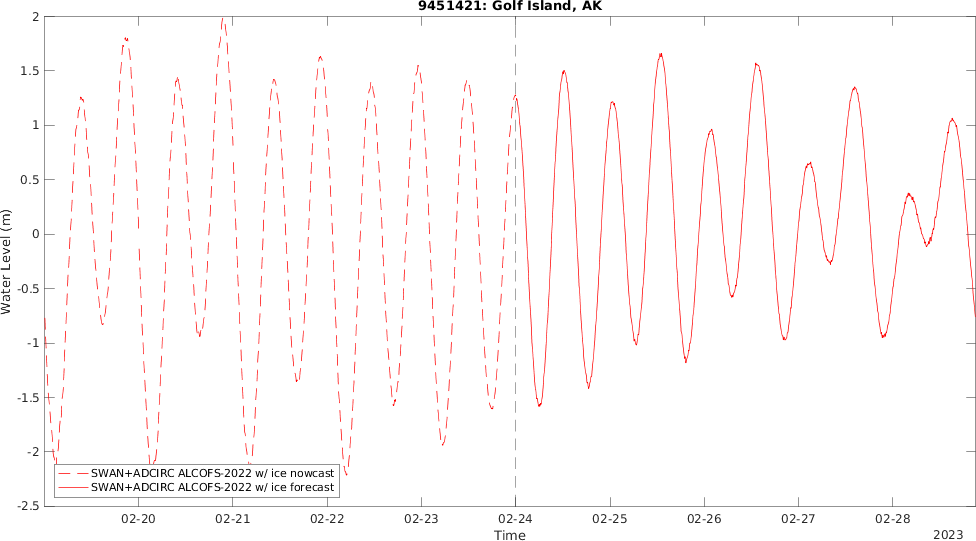 9451421: Golf Island, AK
2
1.5
1
0.5
0
-0.5
-1
-1.5
-2
-2.5
Water Level (m)
SWAN+ADCIRC ALCOFS-2022 w/ ice nowcast
SWAN+ADCIRC ALCOFS-2022 w/ ice forecast
02-20 02-21 02-22 02-23 02-24 02-25 02-26 02-27 02-28
Time
2023